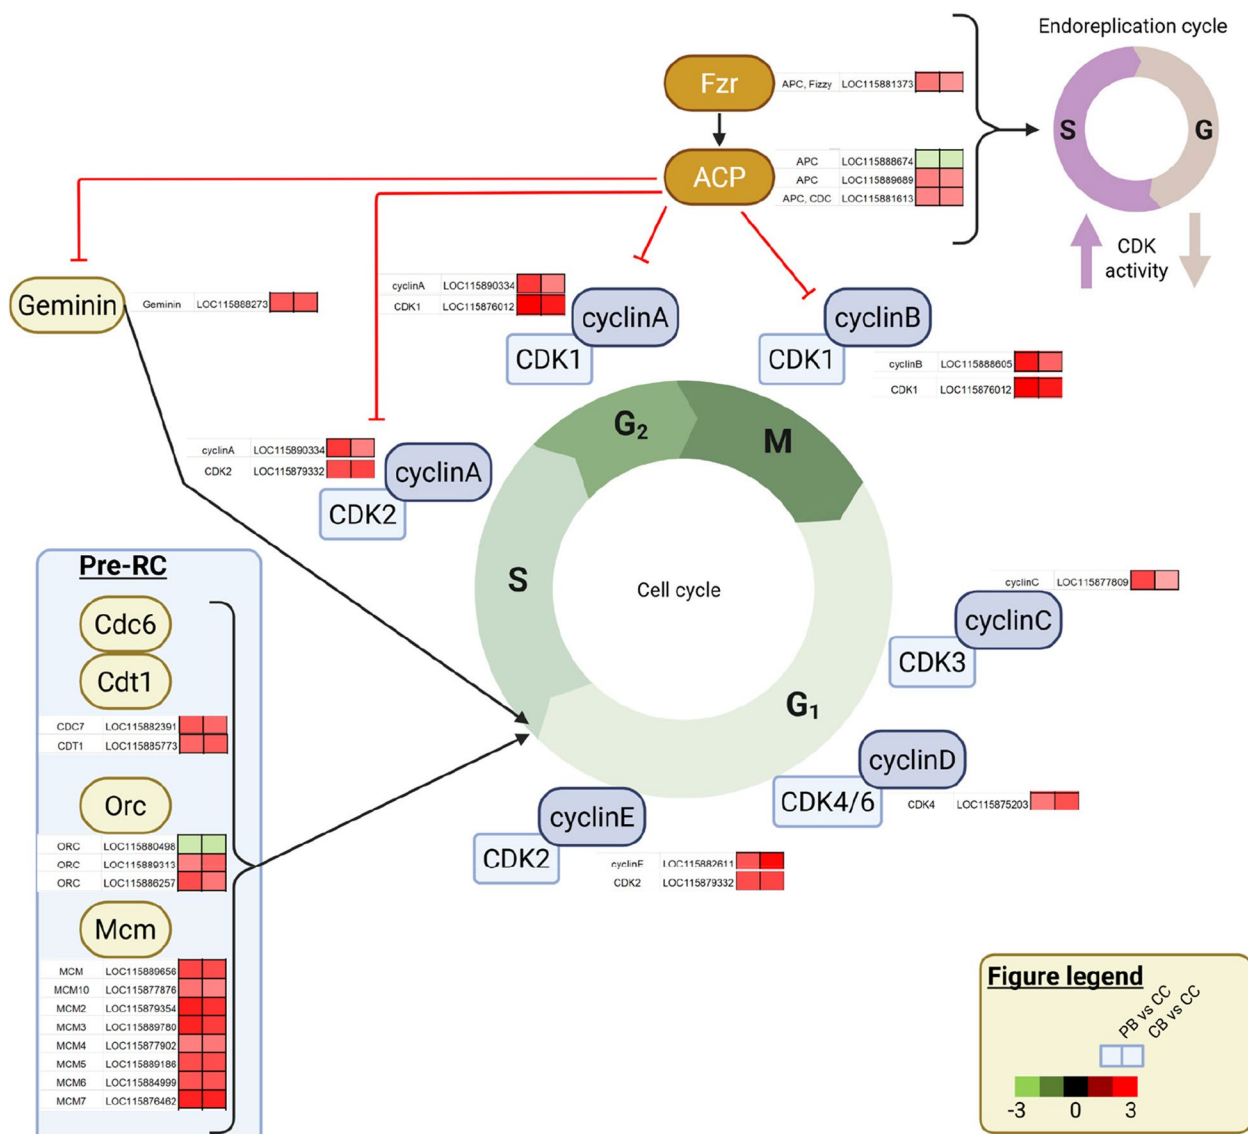 Endoreplication cycle
Fzr
APC, Fizzy LOC115881373
S
G
ACP
APC LOC115888674
APC LOC115889689
APC, CDC LOC115881613
CDK
activity
Geminin
Geminin LOC115888273
cyclinA LOC115890334
CDK1 LOC115876012
cyclinA
CDK1
cyclinB
CDK1
cyclinB LOC115888605
CDK1 LOC115876012
G2
M
cyclinA LOC115890334
CDK2 LOC115879332
cyclinA
CDK2
Pre-RC
Cdc6
Cdt1
CDC7 LOC115882391
CDT1 LOC115885773
Orc
ORC LOC115880498
ORC LOC115889313
ORC LOC115886257
Mcm
MCM LOC115889656
MCM10 LOC115877876
MCM2 LOC115879354
MCM3 LOC115889780
MCM4 LOC115877902
MCM5 LOC115889186
MCM6 LOC115884999
MCM7 LOC115876462
S
Cell cycle
G1
cyclinC LOC115877809
cyclinC
CDK3
cyclinD
CDK4/6
CDK4 LOC115875203
cyclinE
CDK2
cyclinE LOC115882611
CDK2 LOC115879332
Figure legend
PB vs CC
CB vs CC
-3 0 3